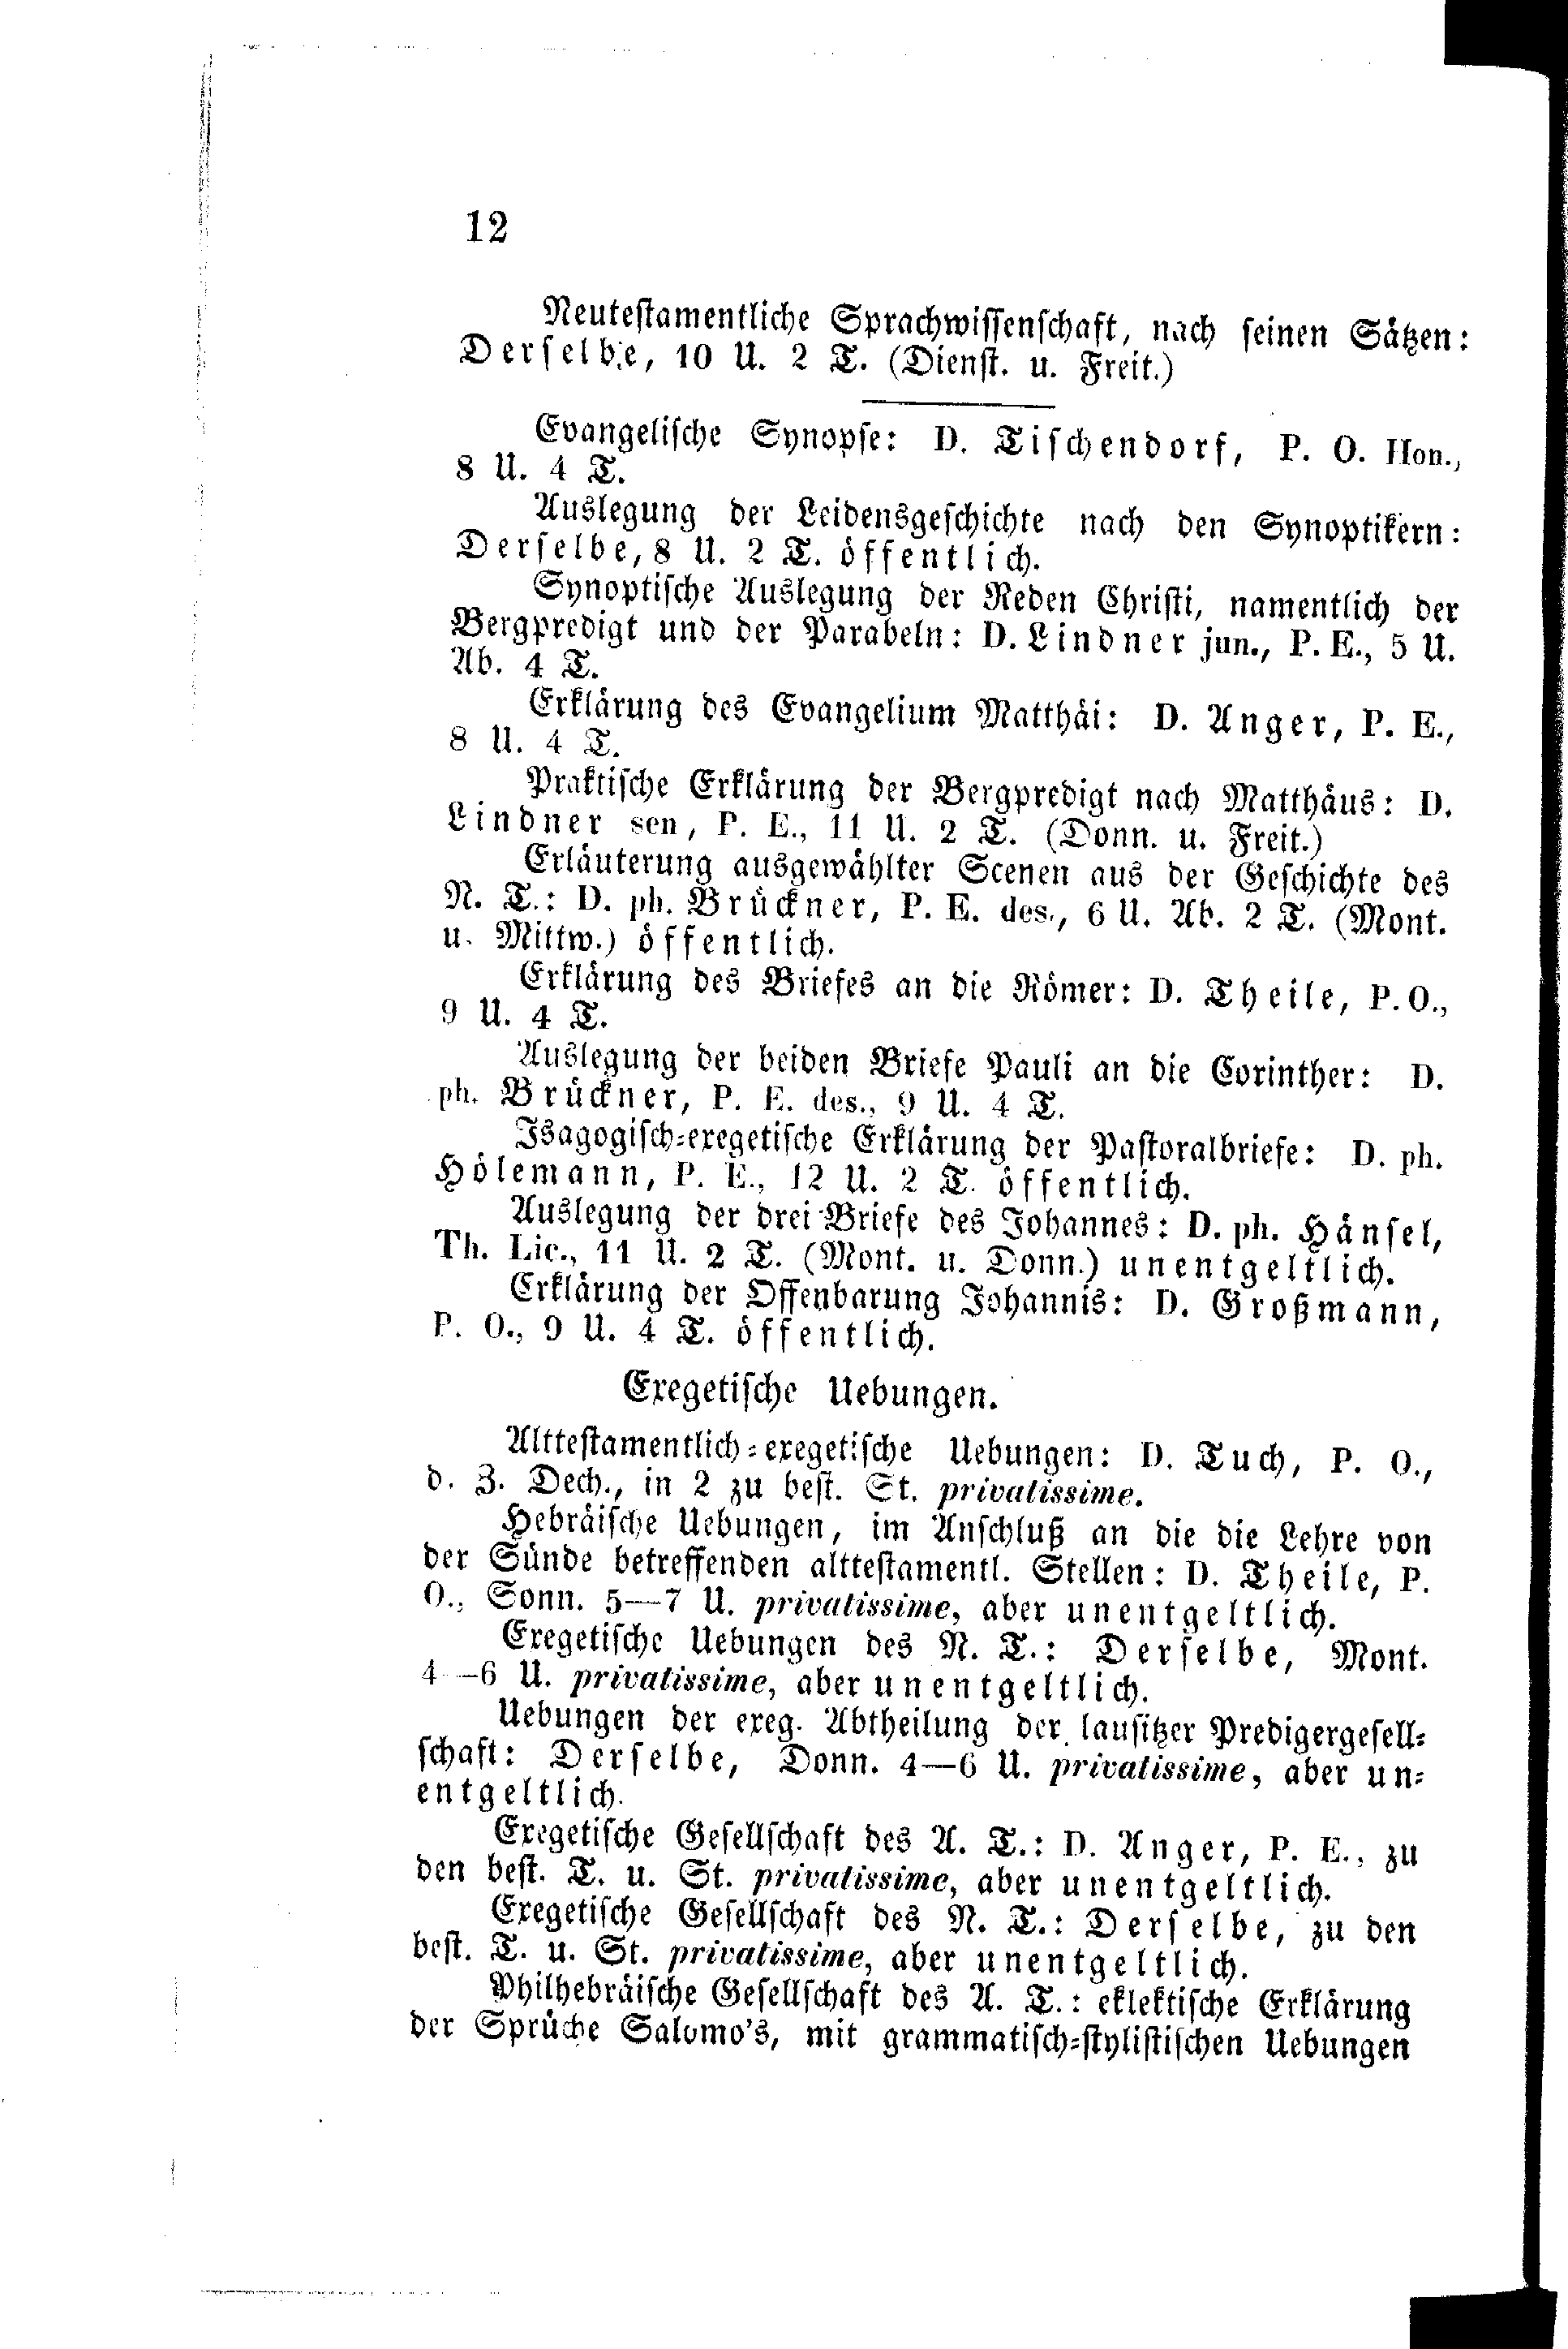 12
Neutestamentliche Sprachwissenschaft, nach seinen Sätzen:
Derselbe, 10 U. 2 T. (Dienst. u. Freit.)
Evangelische Synopse: D. Tischendorf, P. O. Hon.,
8 U. 4 T.
Auslegung der Leidensgeschichte nach den Synoptikern:
Derselbe, 8 U. 2 T. öffentlich.
Synoptische Auslegung der Reden Christi, namentlich der
Bergpredigt und der Parabeln: D. Lindner jun., P. E., 5 U.
Ab. 4 T.
Erklärung des Evangelium Matthäi: D. Anger, P. E.,
8 U. 4 T.
Praktische Erklärung der Bergpredigt nach Matthäus: D.
Lindner sen, P. E., 11 U. 2 T. (Donn. u. Freit.)
Erläuterung ausgewählter Scenen aus der Geschichte des
N. T.: D. ph. Brückner, P. E. des., 6 U. Ab. 2 T. (Mont.
u. Mittw.) öffentlich.
Erklärung des Briefes an die Römer: D. Theile, P. O.,
9 U. 4 T.
Auslegung der beiden Briefe Pauli an die Corinther: D.
ph. Brückner, P. E. des., 9 U. 4 T.
Isagogisch-exegetische Erklärung der Pastoralbriefe: D. ph.
Hölemann, P. E., 12 U. 2 T. öffentlich.
Auslegung der drei Briefe des Johannes: D. ph. Hänsel,
Th. Lic., 11 U. 2 T. (Mont. u. Donn.) unentgeltlich.
Erklärung der Offenbarung Johannis: D. Großmann,
P. O., 9 U. 4 T. öffentlich.
Exegetische Uebungen.
Alttestamentlich-exegetische Uebungen: D. Tuch, P. O.,
d. Z. Dech., in 2 zu best. St. privatissime.
Hebräische Uebungen, im Anschluß an die die Lehre von
der Sünde betreffenden alttestamentl. Stellen: D. Theile, P.
O., Sonn. 5—7 U. privatissime, aber unentgeltlich.
Exegetische Uebungen des N. T.: Derselbe, Mont.
4—6 U. privatissime, aber unentgeltlich.
Uebungen der exeg. Abtheilung der lausitzer Predigergesell-
schaft: Derselbe, Donn. 4—6 U. privatissime, aber un-
entgeltlich.
Exegetische Gesellschaft des A. T.: D. Anger, P. E., zu
den best. T. u. St. privatissime, aber unentgeltlich.
Exegetische Gesellschaft des N. T.: Derselbe, zu den
best. T. u. St. privatissime, aber unentgeltlich.
Philhebräische Gesellschaft des A. T.: eklektische Erklärung
der Sprüche Salomo's, mit grammatisch-stylistischen Uebungen